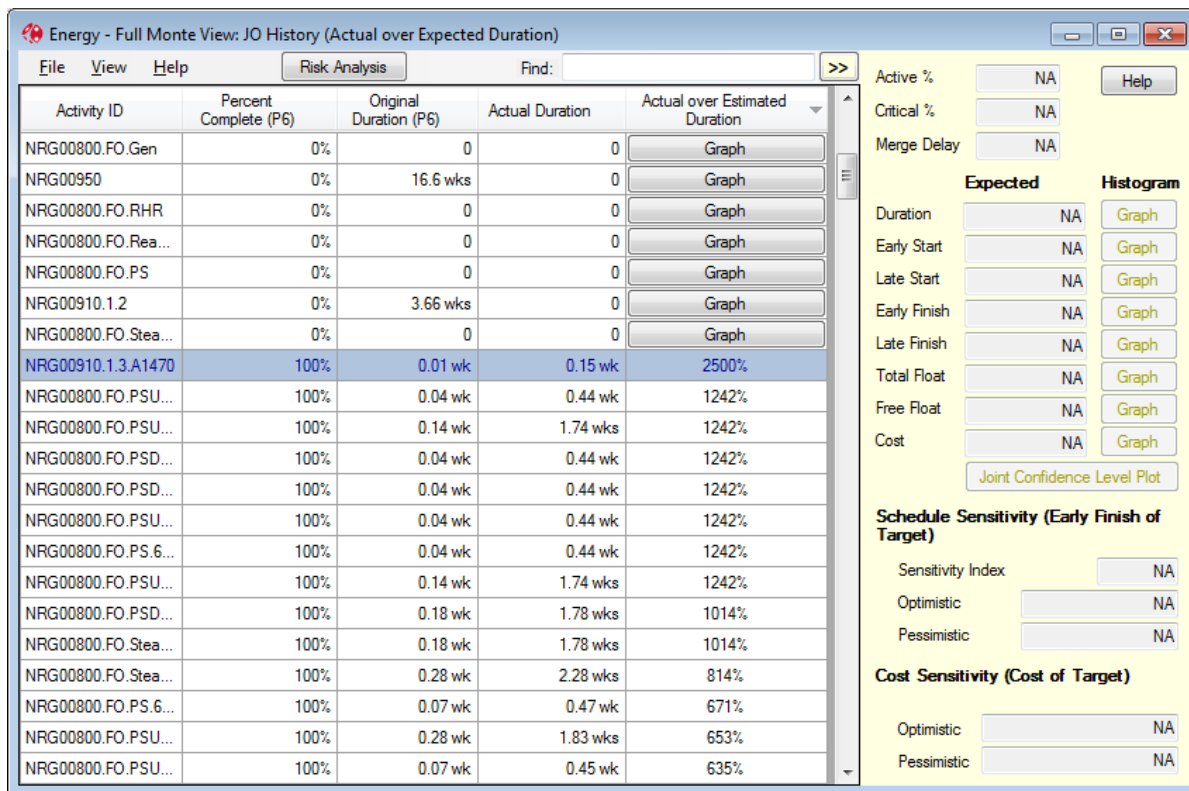 Energy - Full Monte View: JO History (Actual over Expected Duration)
File View Help Risk Analysis Find: >>
Activity ID Percent Complete (P6) Original Duration (P6) Actual Duration Actual over Estimated Duration
NRG00800.FO.Gen 0% 0 0 Graph
NRG00950 0% 16.6 wks 0 Graph
NRG00800.FO.RHR 0% 0 0 Graph
NRG00800.FO.Rea... 0% 0 0 Graph
NRG00800.FO.PS 0% 0 0 Graph
NRG00910.1.2 0% 3.66 wks 0 Graph
NRG00800.FO.Stea... 0% 0 0 Graph
NRG00910.1.3.A1470 100% 0.01 wk 0.15 wk 2500%
NRG00800.FO.PSU... 100% 0.04 wk 0.44 wk 1242%
NRG00800.FO.PSU... 100% 0.14 wk 1.74 wks 1242%
NRG00800.FO.PSD... 100% 0.04 wk 0.44 wk 1242%
NRG00800.FO.PSD... 100% 0.04 wk 0.44 wk 1242%
NRG00800.FO.PSU... 100% 0.04 wk 0.44 wk 1242%
NRG00800.FO.PS.6... 100% 0.04 wk 0.44 wk 1242%
NRG00800.FO.PSU... 100% 0.14 wk 1.74 wks 1242%
NRG00800.FO.PSD... 100% 0.18 wk 1.78 wks 1014%
NRG00800.FO.Stea... 100% 0.18 wk 1.78 wks 1014%
NRG00800.FO.Stea... 100% 0.28 wk 2.28 wks 814%
NRG00800.FO.PS.6... 100% 0.07 wk 0.47 wk 671%
NRG00800.FO.PSU... 100% 0.28 wk 1.83 wks 653%
NRG00800.FO.PSU... 100% 0.07 wk 0.45 wk 635%
Active % NA Help
Critical % NA
Merge Delay NA
Expected Histogram
Duration NA Graph
Early Start NA Graph
Late Start NA Graph
Early Finish NA Graph
Late Finish NA Graph
Total Float NA Graph
Free Float NA Graph
Cost NA Graph
Joint Confidence Level Plot
Schedule Sensitivity (Early Finish of
Target)
Sensitivity Index NA
Optimistic NA
Pessimistic NA
Cost Sensitivity (Cost of Target)
Optimistic NA
Pessimistic NA